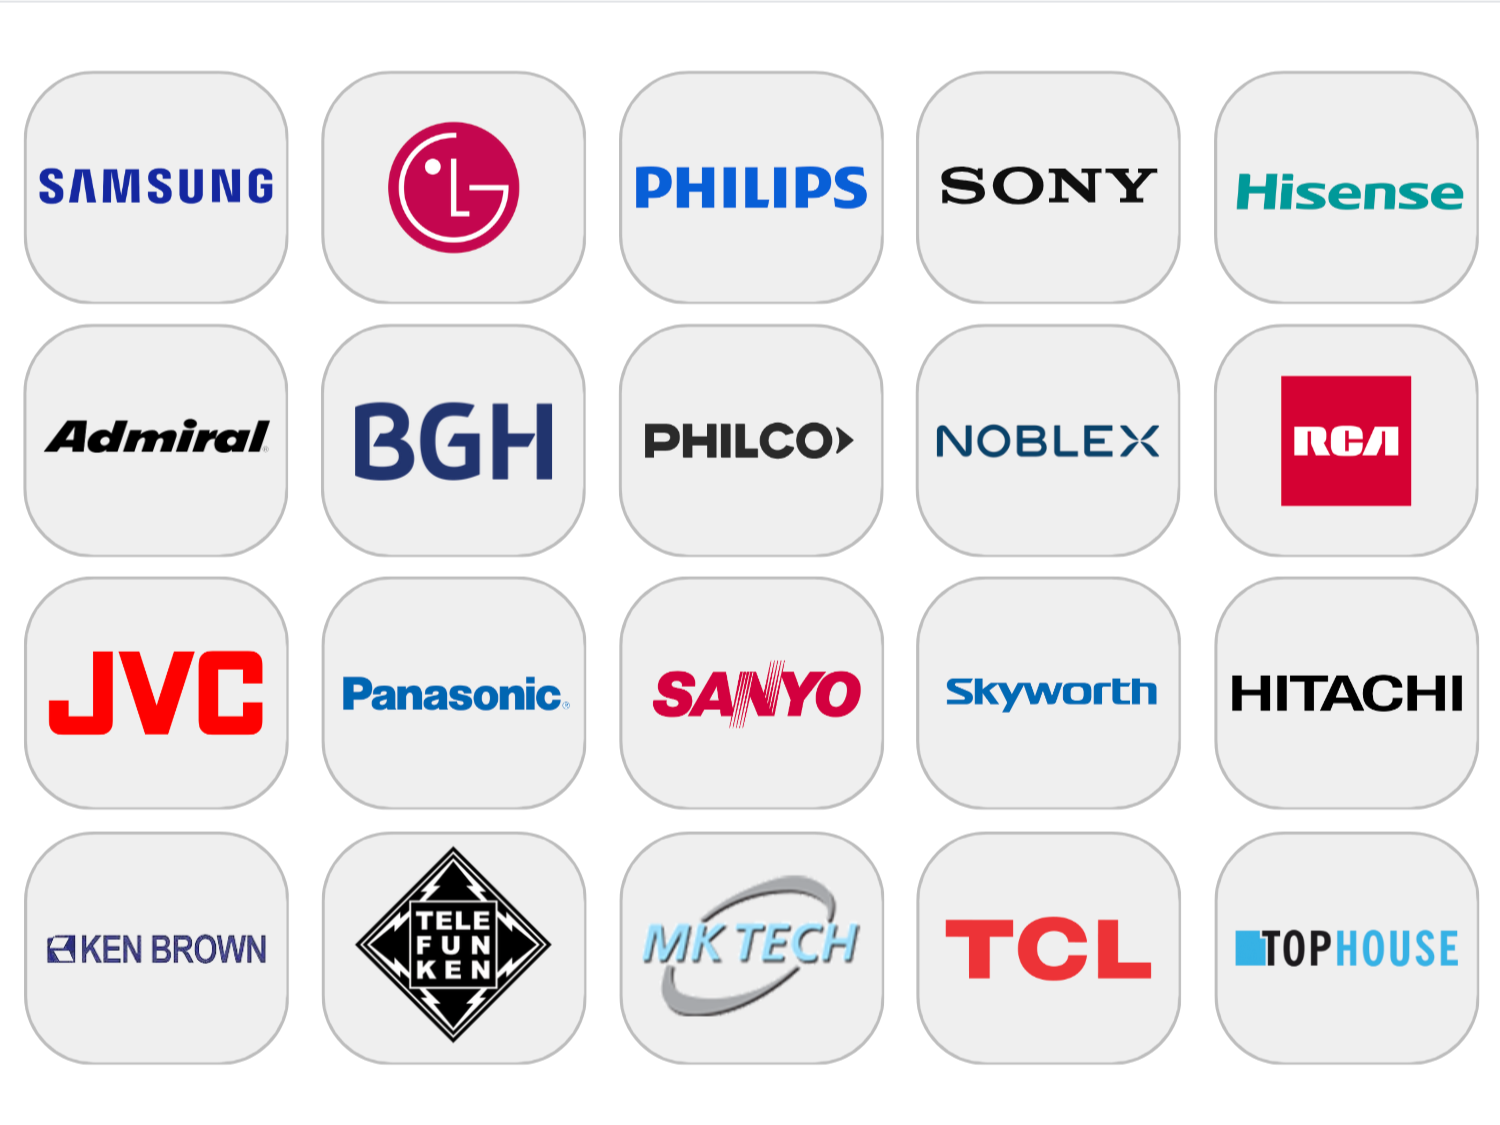 SAMSUNG
LG
PHILIPS
SONY
Hisense
Admiral
BGH
PHILCO
NOBLEX
RCA
JVC
Panasonic
SANYO
Skyworth
HITACHI
KEN BROWN
TELE
FUN
KEN
MK TECH
TCL
TOPHOUSE